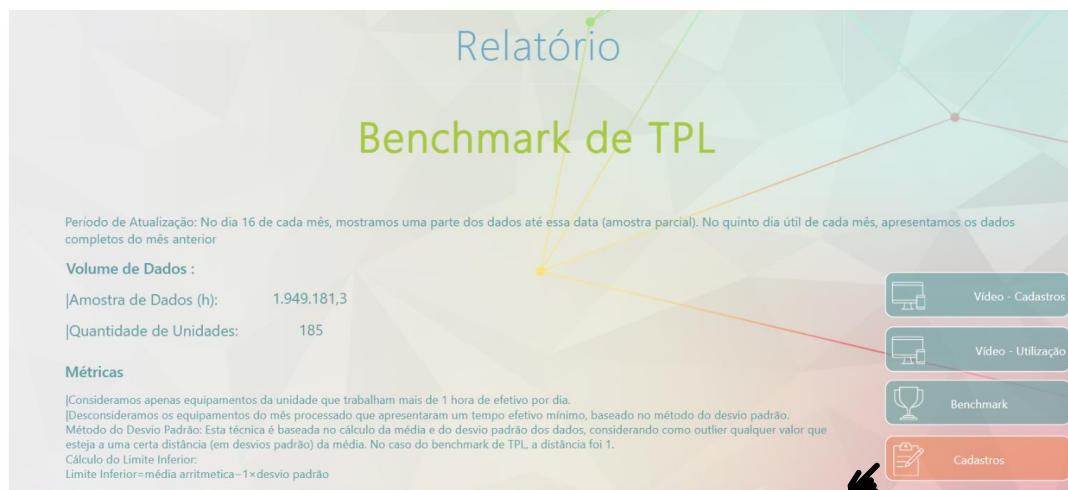 Relatório
Benchmark de TPL
Período de Atualização: No dia 16 de cada mês, mostramos uma parte dos dados até essa data (amostra parcial). No quinto dia útil de cada mês, apresentamos os dados
completos do mês anterior
Volume de Dados :
|Amostra de Dados (h): 1.949.181,3
|Quantidade de Unidades: 185
Métricas
|Consideramos apenas equipamentos da unidade que trabalham mais de 1 hora de efetivo por dia.
|Desconsideramos os equipamentos do mês processado que apresentaram um tempo efetivo mínimo, baseado no método do desvio padrão.
Método do Desvio Padrão: Esta técnica é baseada no cálculo da média e do desvio padrão dos dados, considerando como outlier qualquer valor que
esteja a uma certa distância (em desvios padrão) da média. No caso do benchmark de TPL, a distância foi 1.
Cálculo do Limite Inferior:
Limite Inferior=média arritmetica−1×desvio padrão
Vídeo - Cadastros
Vídeo - Utilização
Benchmark
Cadastros